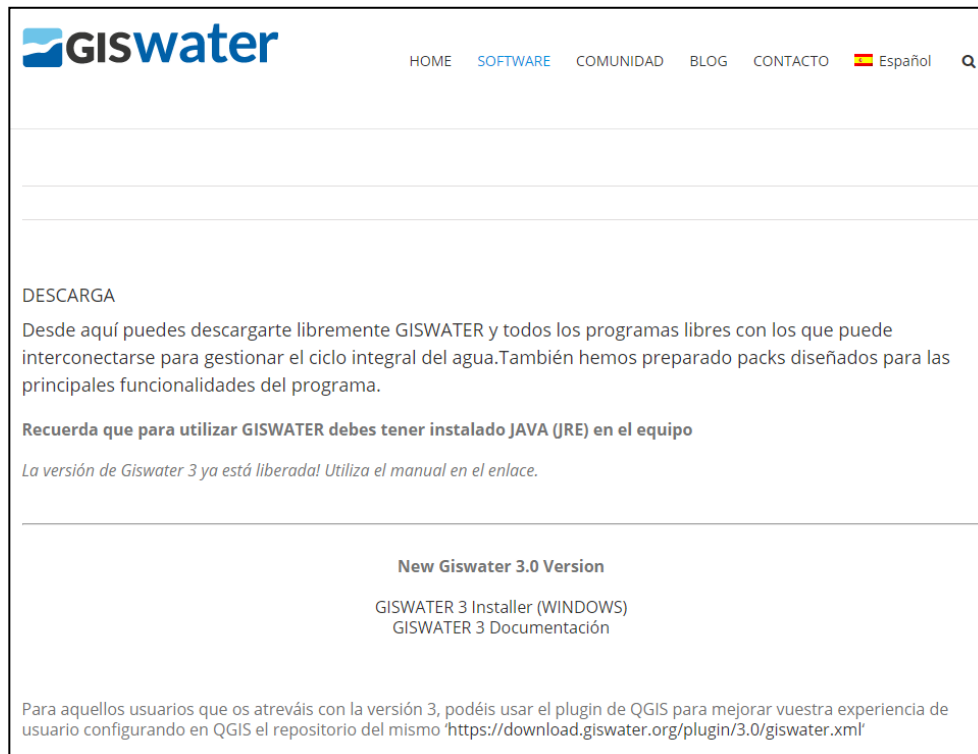 GISwater
HOME SOFTWARE COMUNIDAD BLOG CONTACTO Español
DESCARGA
Desde aquí puedes descargarte libremente GISWATER y todos los programas libres con los que puede
interconectarse para gestionar el ciclo integral del agua.También hemos preparado packs diseñados para las
principales funcionalidades del programa.
Recuerda que para utilizar GISWATER debes tener instalado JAVA (JRE) en el equipo
La versión de Giswater 3 ya está liberada! Utiliza el manual en el enlace.
New Giswater 3.0 Version
GISWATER 3 Installer (WINDOWS)
GISWATER 3 Documentación
Para aquellos usuarios que os atreváis con la versión 3, podéis usar el plugin de QGIS para mejorar vuestra experiencia de
usuario configurando en QGIS el repositorio del mismo ‘https://download.giswater.org/plugin/3.0/giswater.xml‘